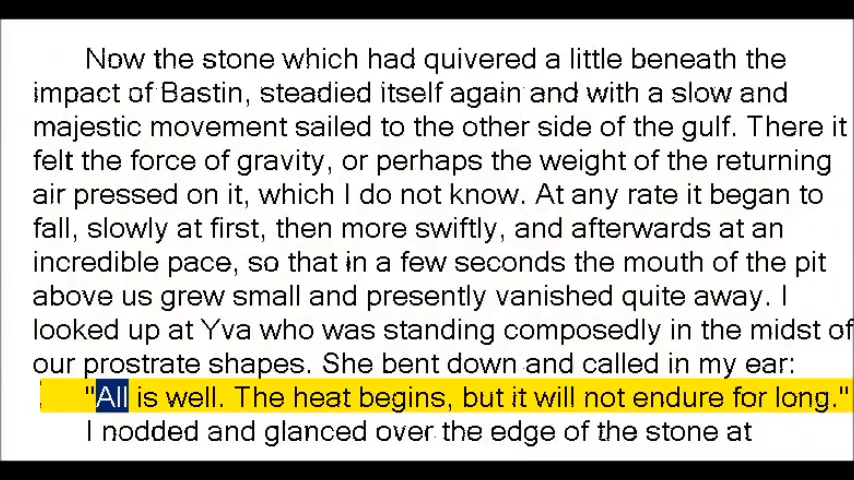 Now the stone which had quivered a little beneath the
impact of Bastin, steadied itself again and with a slow and
majestic movement sailed to the other side of the gulf. There it
felt the force of gravity, or perhaps the weight of the returning
air pressed on it, which I do not know. At any rate it began to
fall, slowly at first, then more swiftly, and afterwards at an
incredible pace, so that in a few seconds the mouth of the pit
above us grew small and presently vanished quite away. I
looked up at Yva who was standing composedly in the midst of
our prostrate shapes. She bent down and called in my ear:
"All is well. The heat begins, but it will not endure for long."
I nodded and glanced over the edge of the stone at